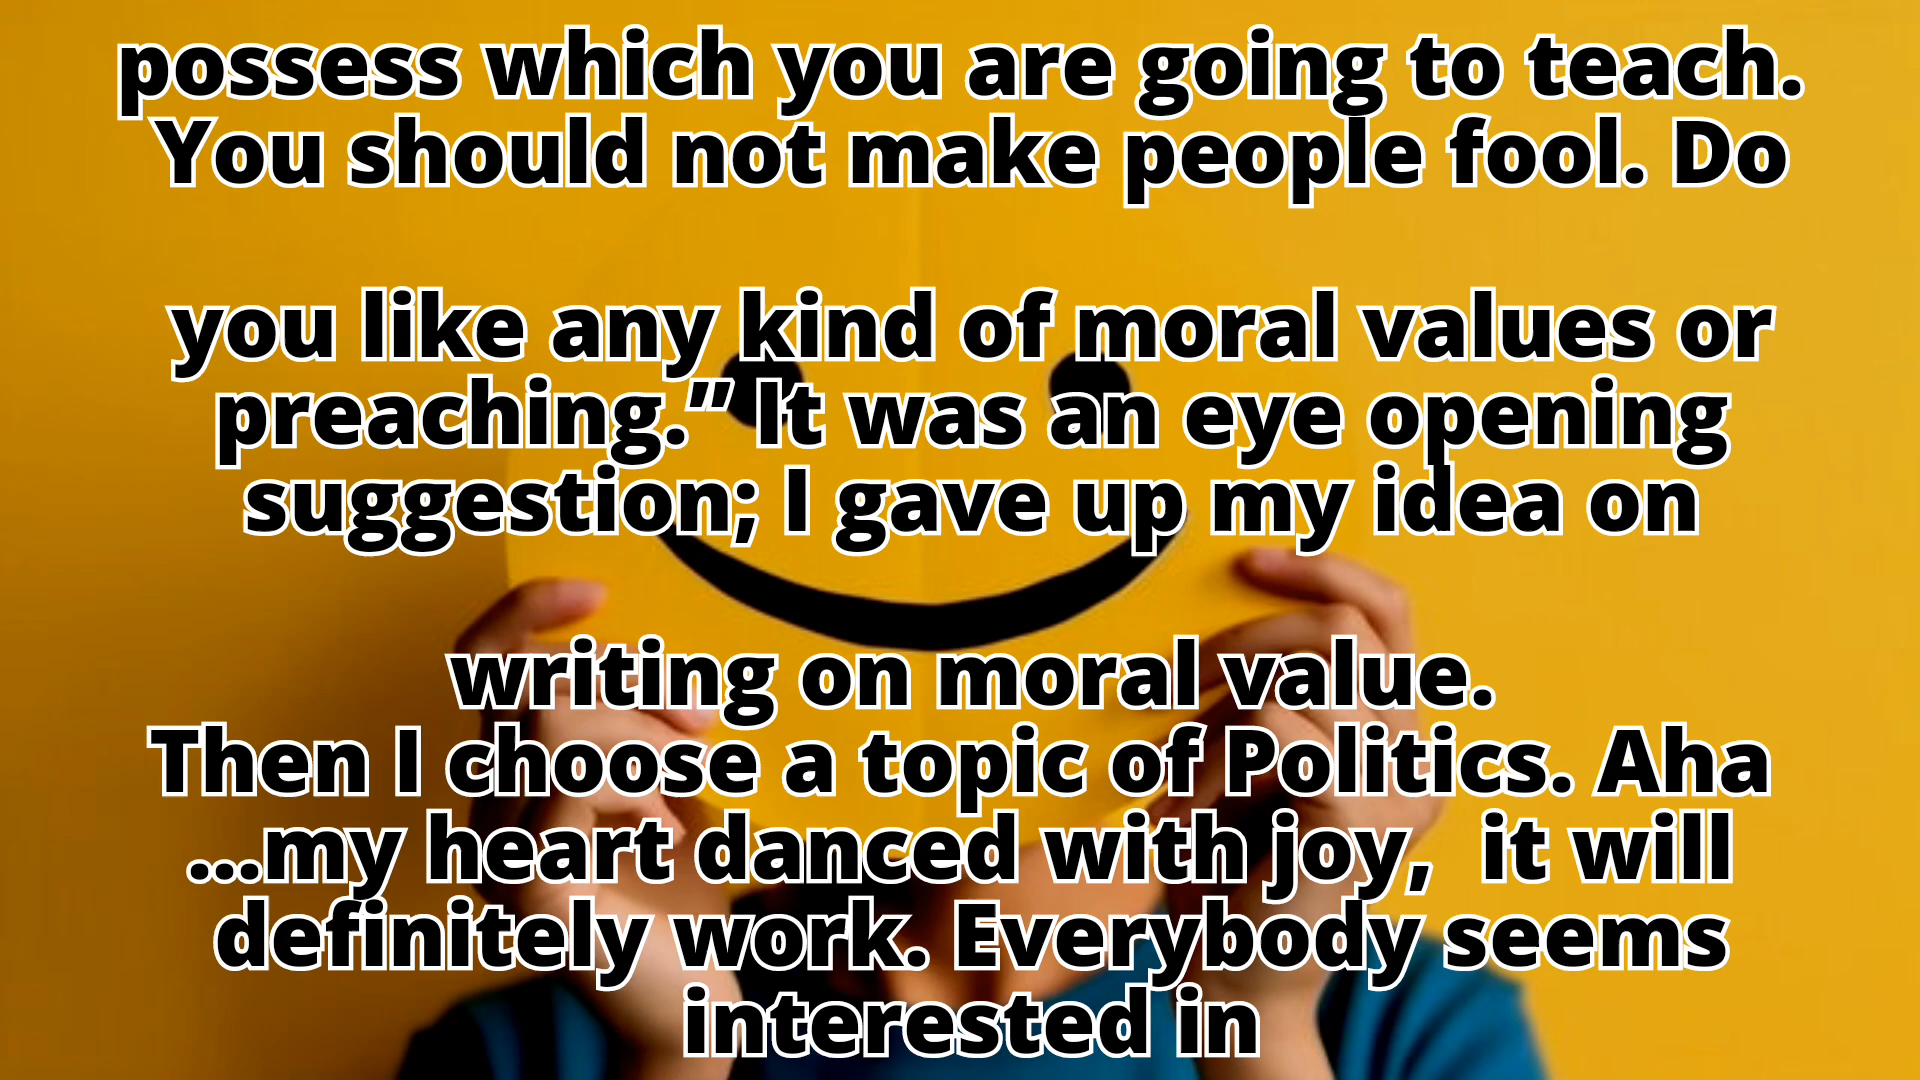 possess which you are going to teach.
You should not make people fool. Do
you like any kind of moral values or
preaching.” It was an eye opening
suggestion; I gave up my idea on
writing on moral value.
Then I choose a topic of Politics. Aha
...my heart danced with joy,  it will
definitely work. Everybody seems
interested in